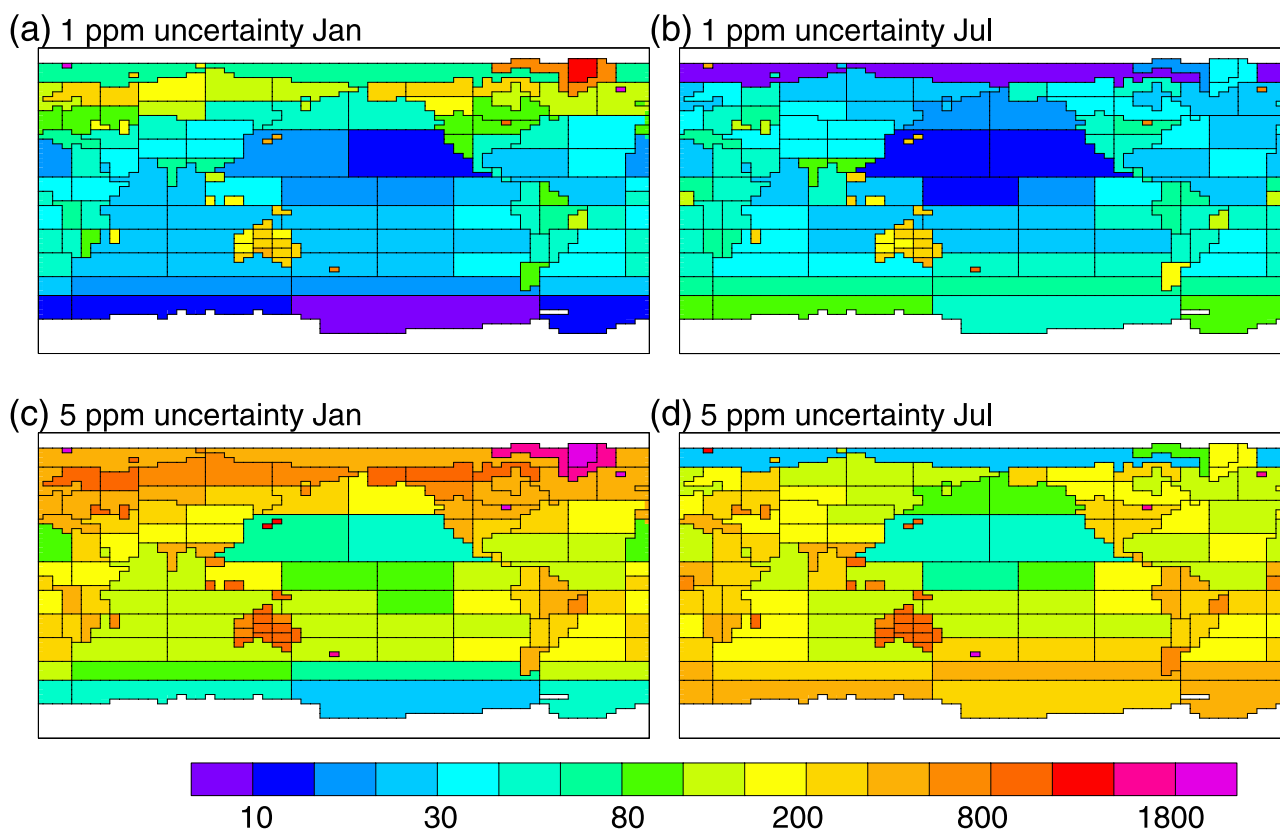 (a) 1 ppm uncertainty Jan
(b) 1 ppm uncertainty Jul
(c) 5 ppm uncertainty Jan
(d) 5 ppm uncertainty Jul
10 30 80 200 800 1800